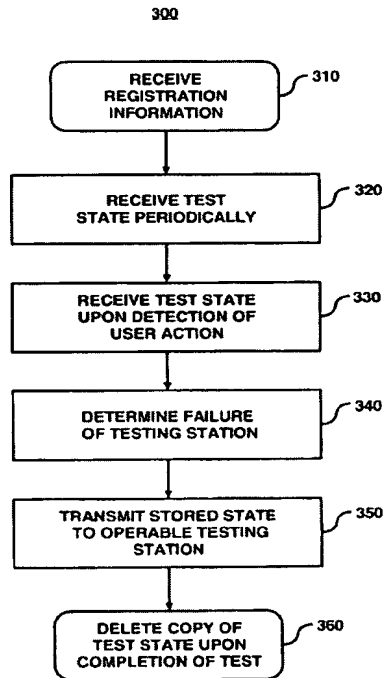 300
RECEIVE
REGISTRATION
INFORMATION
310
RECEIVE TEST
STATE PERIODICALLY
320
RECEIVE TEST STATE
UPON DETECTION OF
USER ACTION
330
DETERMINE FAILURE
OF TESTING STATION
340
TRANSMIT STORED STATE
TO OPERABLE TESTING
STATION
350
DELETE COPY OF
TEST STATE UPON
COMPLETION OF TEST
360